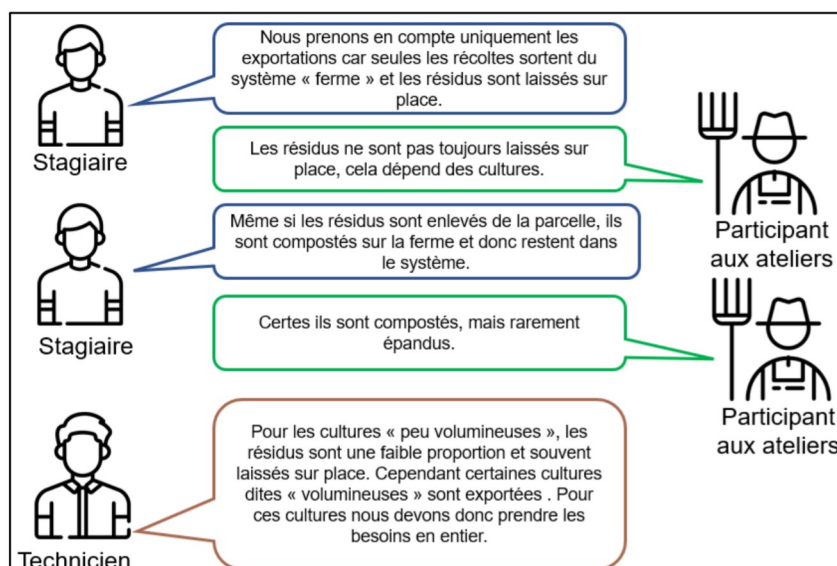 Nous prenons en compte uniquement les
exportations car seules les récoltes sortent du
système « ferme » et les résidus sont laissés sur
place.
Stagiaire
Les résidus ne sont pas toujours laissés sur
place, cela dépend des cultures.
Participant
aux ateliers
Même si les résidus sont enlevés de la parcelle, ils
sont compostés sur la ferme et donc restent dans
le système.
Stagiaire
Certes ils sont compostés, mais rarement
épandus.
Participant
aux ateliers
Pour les cultures « peu volumineuses », les
résidus sont une faible proportion et souvent
laissés sur place. Cependant certaines cultures
dites « volumineuses » sont exportées . Pour
ces cultures nous devons donc prendre les
besoins en entier.
Technicien